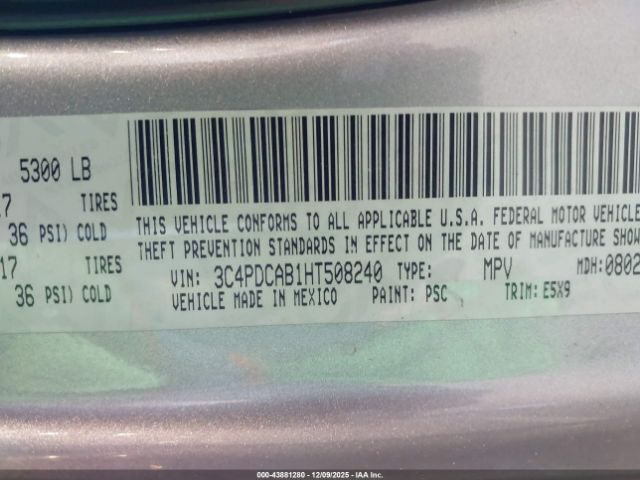 5300 LB
17 TIRES
36 PSI) COLD
17 TIRES
36 PSI) COLD
THIS VEHICLE CONFORMS TO ALL APPLICABLE U.S.A. FEDERAL MOTOR VEHICLE
THEFT PREVENTION STANDARDS IN EFFECT ON THE DATE OF MANUFACTURE SHOW
VIN: 3C4PDCAB1HT508240 TYPE: MPV MDH:0802
VEHICLE MADE IN MEXICO PAINT: PSC TRIM: E5X9
000-43881280 - 12/09/2025 - IAA Inc.